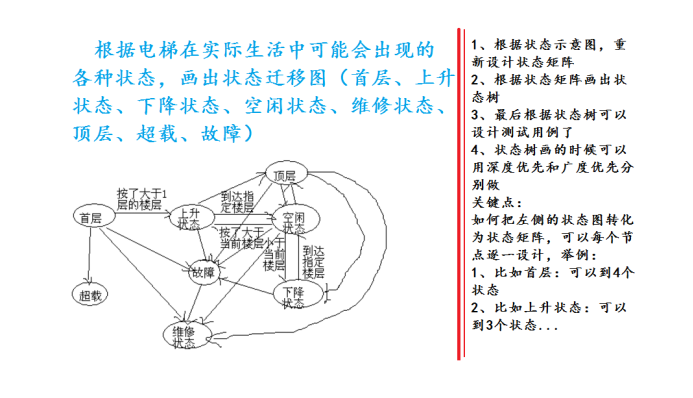 根据电梯在实际生活中可能会出现的
各种状态，画出状态迁移图（首层、上升
状态、下降状态、空闲状态、维修状态、
顶层、超载、故障）
顶层
按了大于1
层的楼层
到达指
定楼层
首层
上升
状态
空闲
状态
按了大于
当前楼层
小于
当前
楼层
到达
指定
楼层
故障
超载
下降
状态
维修
状态
1、根据状态示意图，重
新设计状态矩阵
2、根据状态矩阵画出状
态树
3、最后根据状态树可以
设计测试用例了
4、状态树画的时候可以
用深度优先和广度优先分
别做
关键点：
如何把左侧的状态图转化
为状态矩阵，可以每个节
点逐一设计，举例：
1、比如首层：可以到4个
状态
2、比如上升状态：可以
到3个状态...